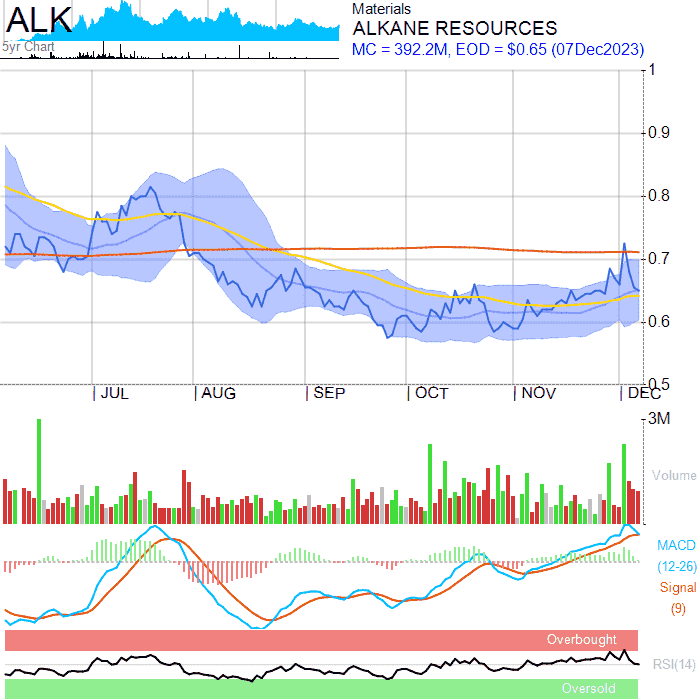 ALK
5yr Chart
Materials
ALKANE RESOURCES
MC = 392.2M, EOD = $0.65 (07Dec2023)
1
0.9
0.8
0.7
0.6
0.5
JUL AUG SEP OCT NOV DEC
3M
Volume
MACD
(12-26)
Signal
(9)
Overbought
RSI(14)
Oversold